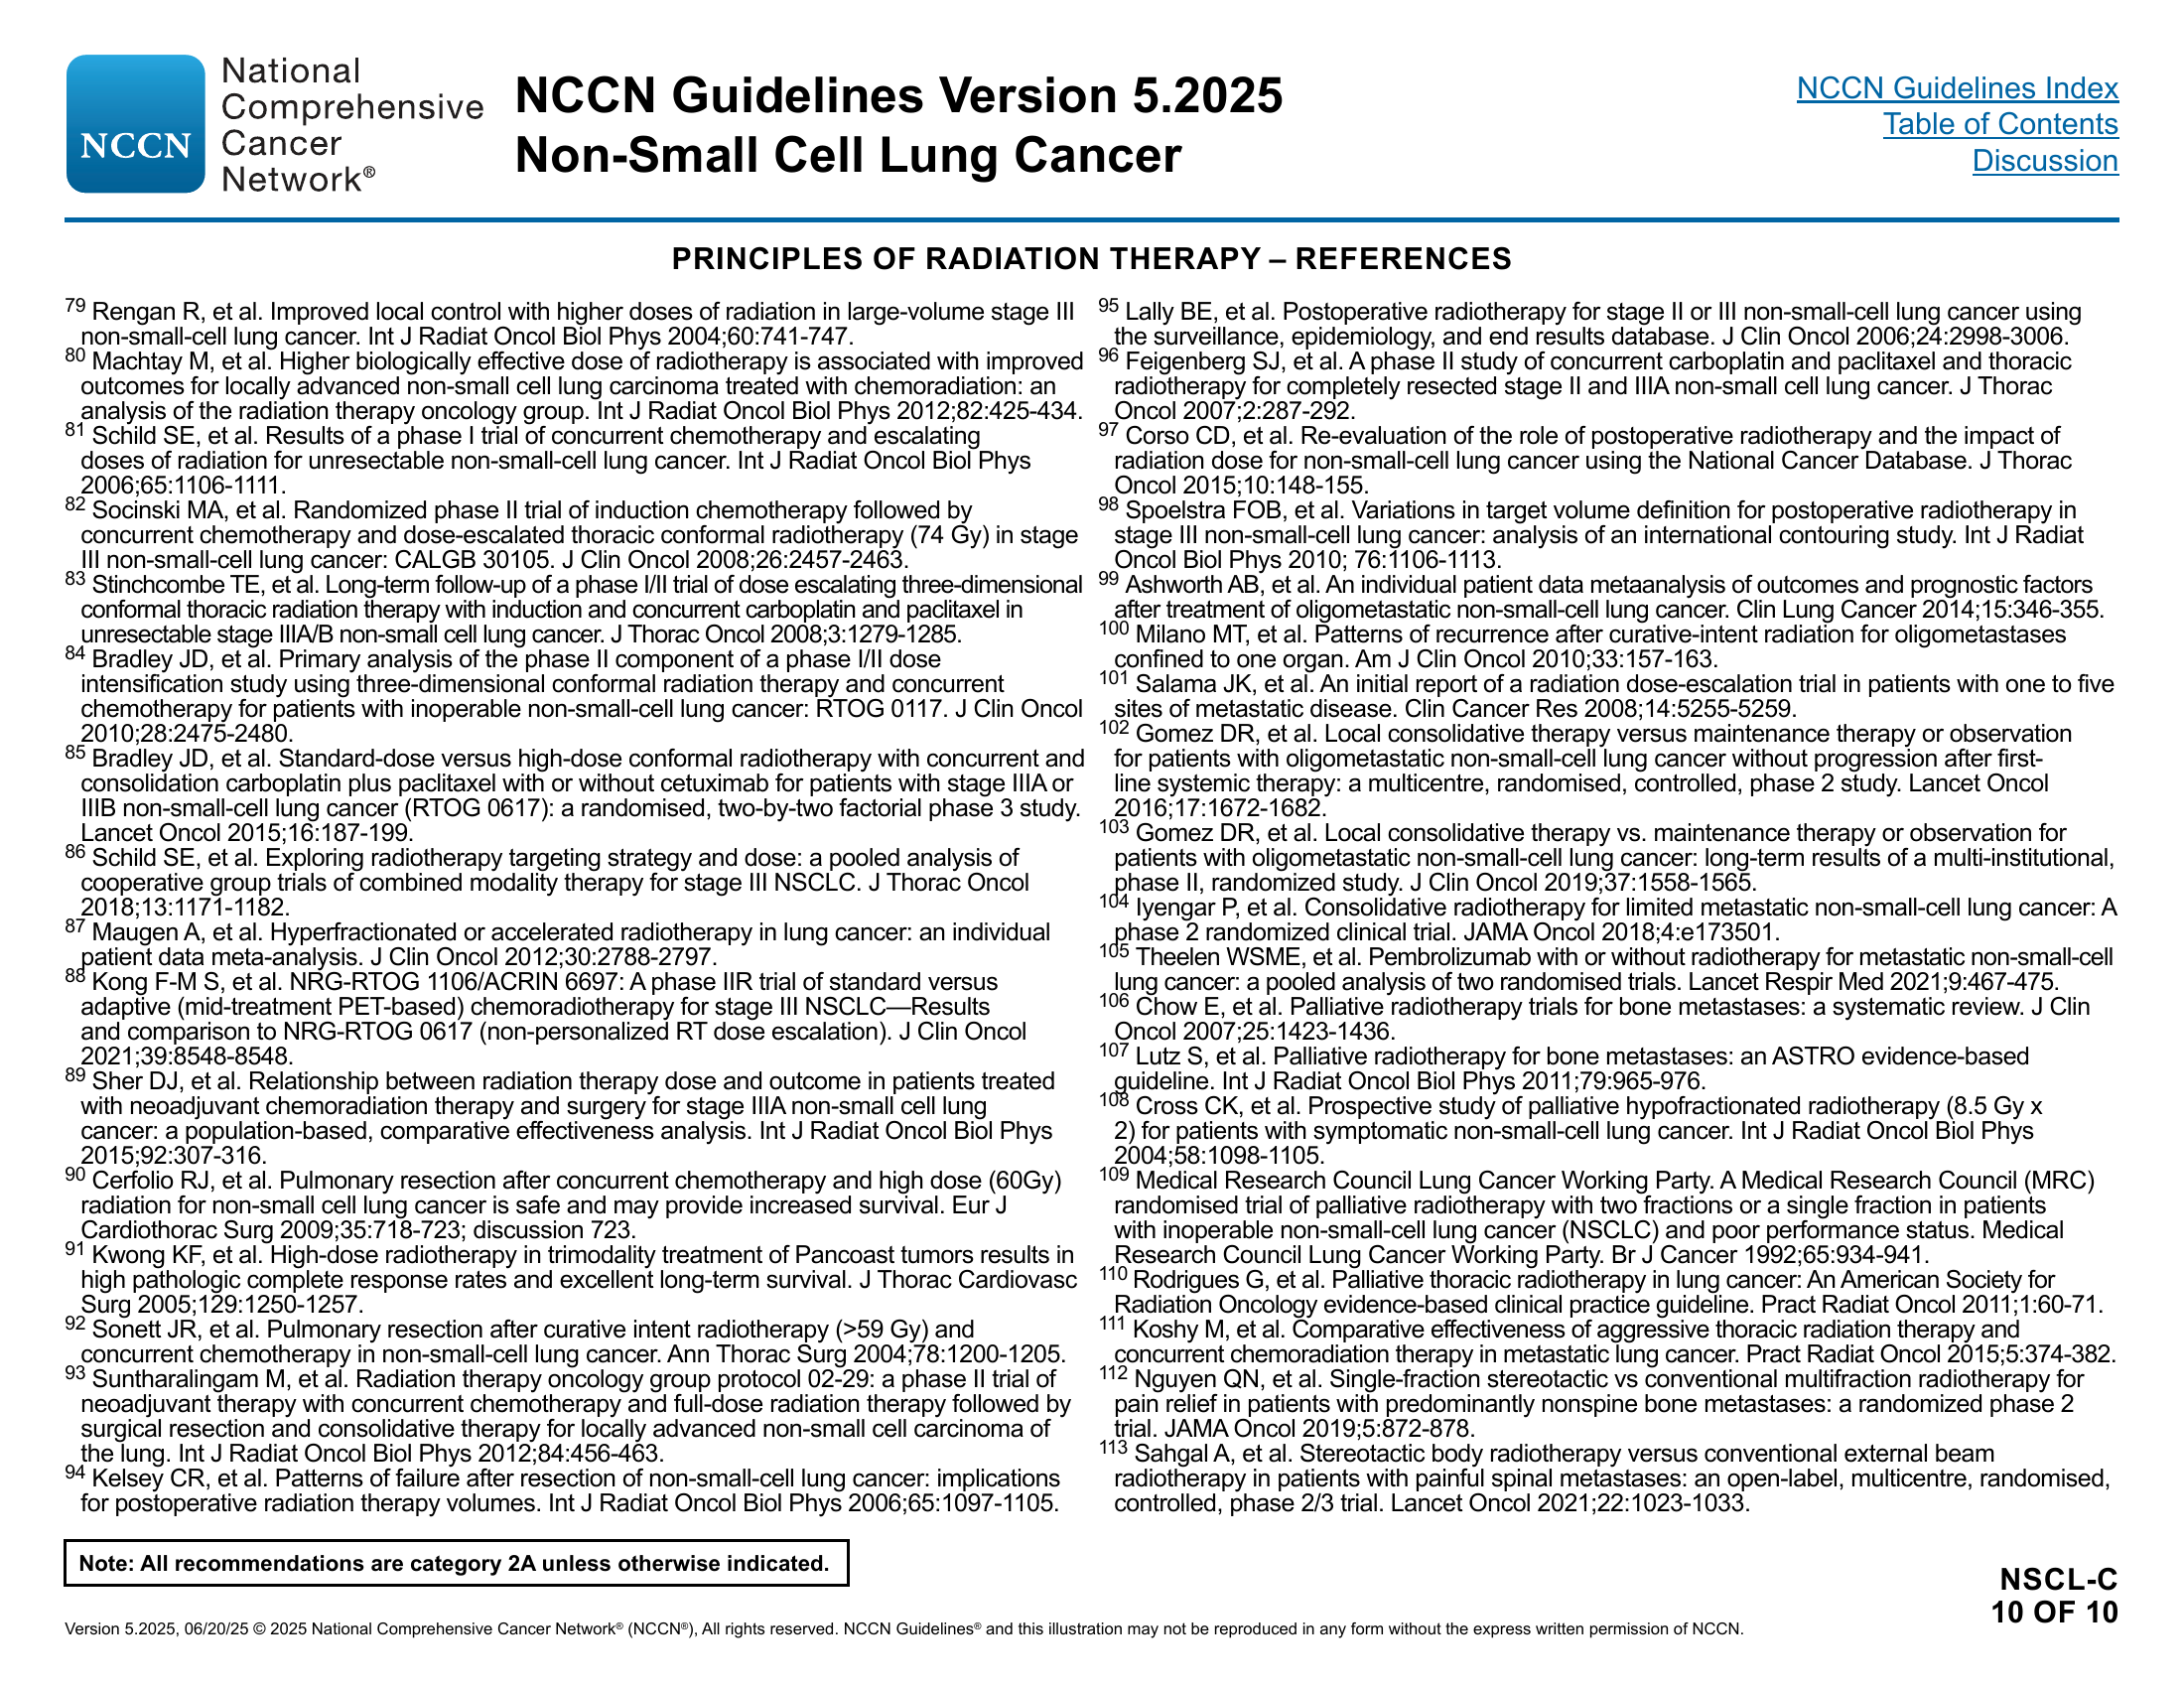 NCCN
National
Comprehensive
Cancer
Network®
NCCN Guidelines Version 5.2025
Non-Small Cell Lung Cancer
NCCN Guidelines Index
Table of Contents
Discussion
PRINCIPLES OF RADIATION THERAPY – REFERENCES
79 Rengan R, et al. Improved local control with higher doses of radiation in large-volume stage III
non-small-cell lung cancer. Int J Radiat Oncol Biol Phys 2004;60:741-747.
80 Machtay M, et al. Higher biologically effective dose of radiotherapy is associated with improved
outcomes for locally advanced non-small cell lung carcinoma treated with chemoradiation: an
analysis of the radiation therapy oncology group. Int J Radiat Oncol Biol Phys 2012;82:425-434.
81 Schild SE, et al. Results of a phase I trial of concurrent chemotherapy and escalating
doses of radiation for unresectable non-small-cell lung cancer. Int J Radiat Oncol Biol Phys
2006;65:1106-1111.
82 Socinski MA, et al. Randomized phase II trial of induction chemotherapy followed by
concurrent chemotherapy and dose-escalated thoracic conformal radiotherapy (74 Gy) in stage
III non-small-cell lung cancer: CALGB 30105. J Clin Oncol 2008;26:2457-2463.
83 Stinchcombe TE, et al. Long-term follow-up of a phase I/II trial of dose escalating three-dimensional
conformal thoracic radiation therapy with induction and concurrent carboplatin and paclitaxel in
unresectable stage IIIA/B non-small cell lung cancer. J Thorac Oncol 2008;3:1279-1285.
84 Bradley JD, et al. Primary analysis of the phase II component of a phase I/II dose
intensification study using three-dimensional conformal radiation therapy and concurrent
chemotherapy for patients with inoperable non-small-cell lung cancer: RTOG 0117. J Clin Oncol
2010;28:2475-2480.
85 Bradley JD, et al. Standard-dose versus high-dose conformal radiotherapy with concurrent and
consolidation carboplatin plus paclitaxel with or without cetuximab for patients with stage IIIA or
IIIB non-small-cell lung cancer (RTOG 0617): a randomised, two-by-two factorial phase 3 study.
Lancet Oncol 2015;16:187-199.
86 Schild SE, et al. Exploring radiotherapy targeting strategy and dose: a pooled analysis of
cooperative group trials of combined modality therapy for stage III NSCLC. J Thorac Oncol
2018;13:1171-1182.
87 Maugen A, et al. Hyperfractionated or accelerated radiotherapy in lung cancer: an individual
patient data meta-analysis. J Clin Oncol 2012;30:2788-2797.
88 Kong F-M S, et al. NRG-RTOG 1106/ACRIN 6697: A phase IIR trial of standard versus
adaptive (mid-treatment PET-based) chemoradiotherapy for stage III NSCLC—Results
and comparison to NRG-RTOG 0617 (non-personalized RT dose escalation). J Clin Oncol
2021;39:8548-8548.
89 Sher DJ, et al. Relationship between radiation therapy dose and outcome in patients treated
with neoadjuvant chemoradiation therapy and surgery for stage IIIA non-small cell lung
cancer: a population-based, comparative effectiveness analysis. Int J Radiat Oncol Biol Phys
2015;92:307-316.
90 Cerfolio RJ, et al. Pulmonary resection after concurrent chemotherapy and high dose (60Gy)
radiation for non-small cell lung cancer is safe and may provide increased survival. Eur J
Cardiothorac Surg 2009;35:718-723; discussion 723.
91 Kwong KF, et al. High-dose radiotherapy in trimodality treatment of Pancoast tumors results in
high pathologic complete response rates and excellent long-term survival. J Thorac Cardiovasc
Surg 2005;129:1250-1257.
92 Sonett JR, et al. Pulmonary resection after curative intent radiotherapy (>59 Gy) and
concurrent chemotherapy in non-small-cell lung cancer. Ann Thorac Surg 2004;78:1200-1205.
93 Suntharalingam M, et al. Radiation therapy oncology group protocol 02-29: a phase II trial of
neoadjuvant therapy with concurrent chemotherapy and full-dose radiation therapy followed by
surgical resection and consolidative therapy for locally advanced non-small cell carcinoma of
the lung. Int J Radiat Oncol Biol Phys 2012;84:456-463.
94 Kelsey CR, et al. Patterns of failure after resection of non-small-cell lung cancer: implications
for postoperative radiation therapy volumes. Int J Radiat Oncol Biol Phys 2006;65:1097-1105.
95 Lally BE, et al. Postoperative radiotherapy for stage II or III non-small-cell lung cancer using
the surveillance, epidemiology, and end results database. J Clin Oncol 2006;24:2998-3006.
96 Feigenberg SJ, et al. A phase II study of concurrent carboplatin and paclitaxel and thoracic
radiotherapy for completely resected stage II and IIIA non-small cell lung cancer. J Thorac
Oncol 2007;2:287-292.
97 Corso CD, et al. Re-evaluation of the role of postoperative radiotherapy and the impact of
radiation dose for non-small-cell lung cancer using the National Cancer Database. J Thorac
Oncol 2015;10:148-155.
98 Spoelstra FOB, et al. Variations in target volume definition for postoperative radiotherapy in
stage III non-small-cell lung cancer: analysis of an international contouring study. Int J Radiat
Oncol Biol Phys 2010; 76:1106-1113.
99 Ashworth AB, et al. An individual patient data metaanalysis of outcomes and prognostic factors
after treatment of oligometastatic non-small-cell lung cancer. Clin Lung Cancer 2014;15:346-355.
100 Milano MT, et al. Patterns of recurrence after curative-intent radiation for oligometastases
confined to one organ. Am J Clin Oncol 2010;33:157-163.
101 Salama JK, et al. An initial report of a radiation dose-escalation trial in patients with one to five
sites of metastatic disease. Clin Cancer Res 2008;14:5255-5259.
102 Gomez DR, et al. Local consolidative therapy versus maintenance therapy or observation
for patients with oligometastatic non-small-cell lung cancer without progression after first-
line systemic therapy: a multicentre, randomised, controlled, phase 2 study. Lancet Oncol
2016;17:1672-1682.
103 Gomez DR, et al. Local consolidative therapy vs. maintenance therapy or observation for
patients with oligometastatic non-small-cell lung cancer: long-term results of a multi-institutional,
phase II, randomized study. J Clin Oncol 2019;37:1558-1565.
104 Iyengar P, et al. Consolidative radiotherapy for limited metastatic non-small-cell lung cancer: A
phase 2 randomized clinical trial. JAMA Oncol 2018;4:e173501.
105 Theelen WSME, et al. Pembrolizumab with or without radiotherapy for metastatic non-small-cell
lung cancer: a pooled analysis of two randomised trials. Lancet Respir Med 2021;9:467-475.
106 Chow E, et al. Palliative radiotherapy trials for bone metastases: a systematic review. J Clin
Oncol 2007;25:1423-1436.
107 Lutz S, et al. Palliative radiotherapy for bone metastases: an ASTRO evidence-based
guideline. Int J Radiat Oncol Biol Phys 2011;79:965-976.
108 Cross CK, et al. Prospective study of palliative hypofractionated radiotherapy (8.5 Gy x
2) for patients with symptomatic non-small-cell lung cancer. Int J Radiat Oncol Biol Phys
2004;58:1098-1105.
109 Medical Research Council Lung Cancer Working Party. A Medical Research Council (MRC)
randomised trial of palliative radiotherapy with two fractions or a single fraction in patients
with inoperable non-small-cell lung cancer (NSCLC) and poor performance status. Medical
Research Council Lung Cancer Working Party. Br J Cancer 1992;65:934-941.
110 Rodrigues G, et al. Palliative thoracic radiotherapy in lung cancer: An American Society for
Radiation Oncology evidence-based clinical practice guideline. Pract Radiat Oncol 2011;1:60-71.
111 Koshy M, et al. Comparative effectiveness of aggressive thoracic radiation therapy and
concurrent chemoradiation therapy in metastatic lung cancer. Pract Radiat Oncol 2015;5:374-382.
112 Nguyen QN, et al. Single-fraction stereotactic vs conventional multifraction radiotherapy for
pain relief in patients with predominantly nonspine bone metastases: a randomized phase 2
trial. JAMA Oncol 2019;5:872-878.
113 Sahgal A, et al. Stereotactic body radiotherapy versus conventional external beam
radiotherapy in patients with painful spinal metastases: an open-label, multicentre, randomised,
controlled, phase 2/3 trial. Lancet Oncol 2021;22:1023-1033.
Note: All recommendations are category 2A unless otherwise indicated.
NSCL-C
10 OF 10
Version 5.2025, 06/20/25 © 2025 National Comprehensive Cancer Network® (NCCN®), All rights reserved. NCCN Guidelines® and this illustration may not be reproduced in any form without the express written permission of NCCN.